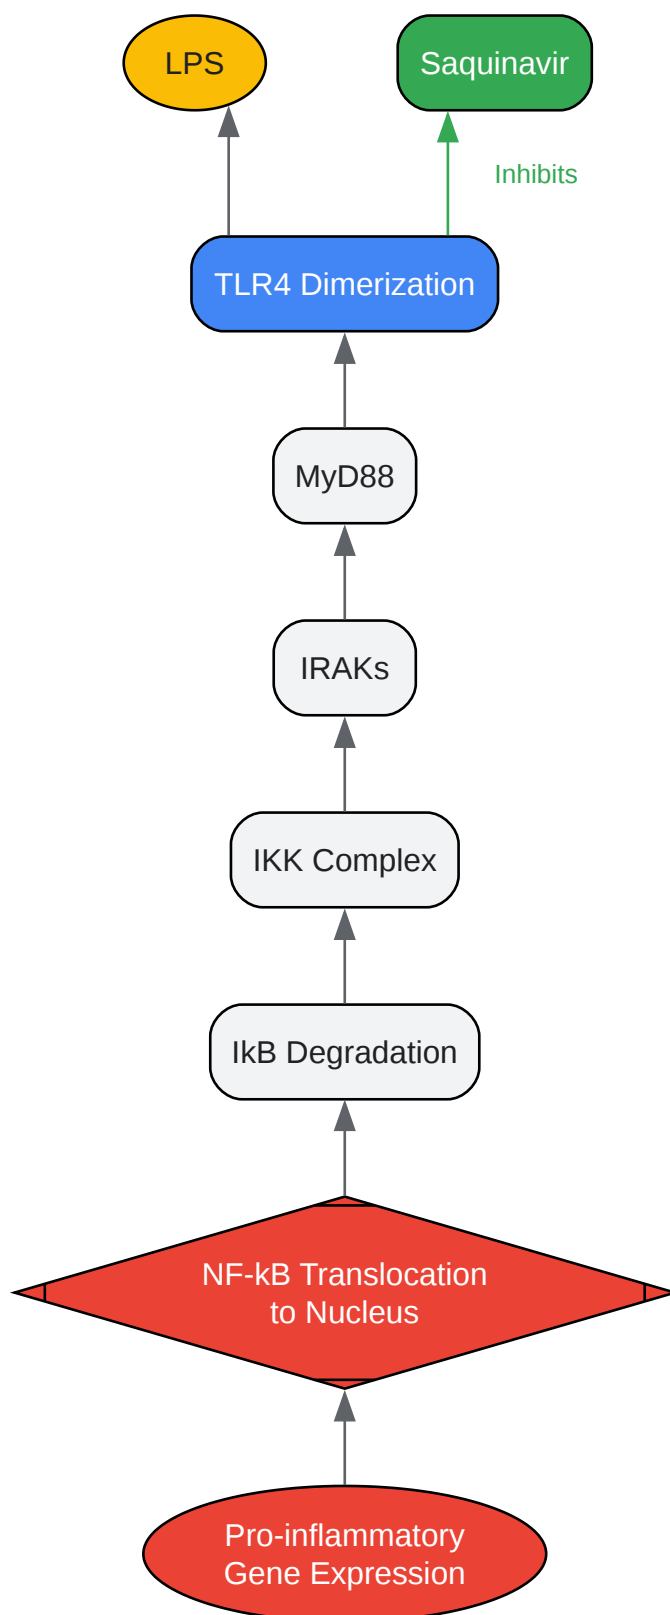 LPS
Saquinavir
Inhibits
TLR4 Dimerization
MyD88
IRAKs
IKK Complex
IkB Degradation
NF-kB Translocation
to Nucleus
Pro-inflammatory
Gene Expression